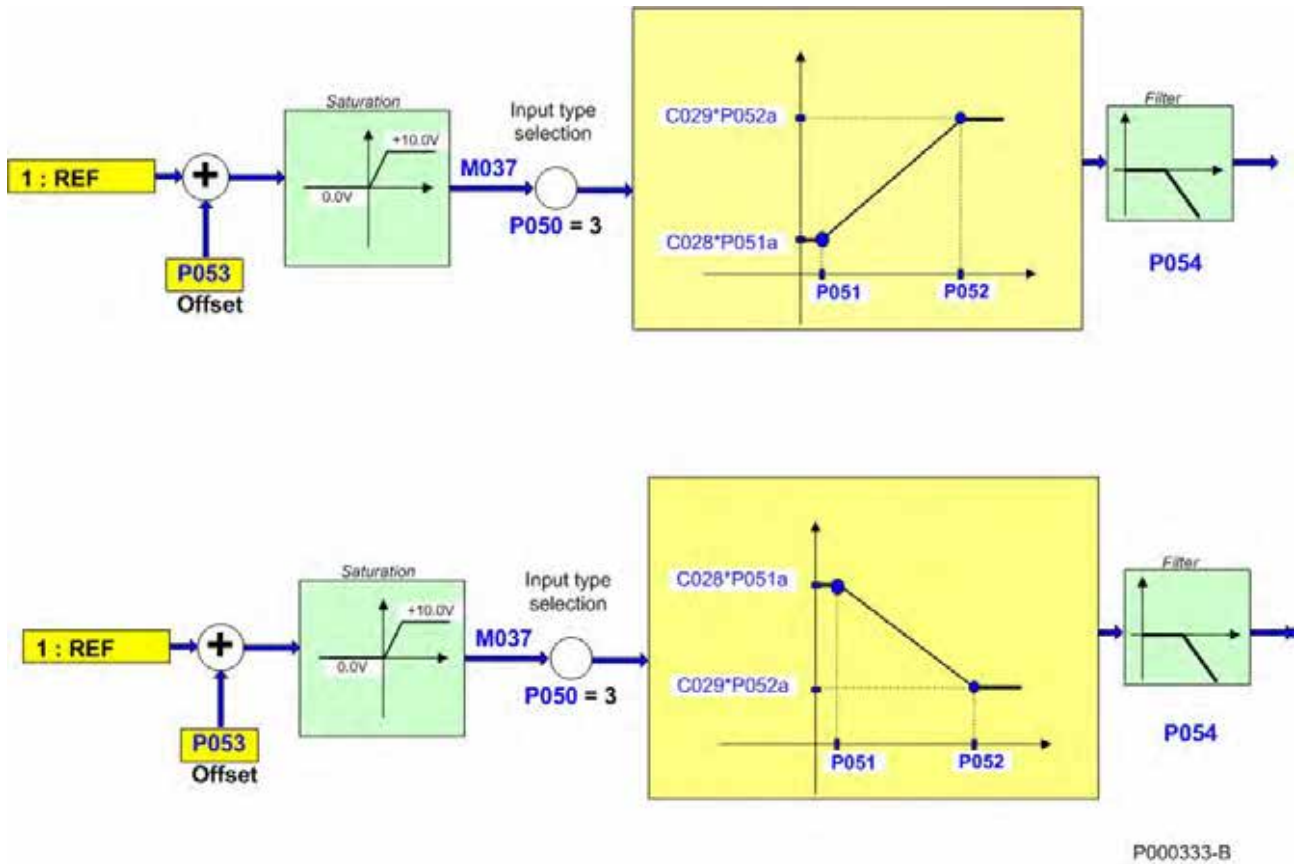 Saturation
Input type
selection
Filter
1 : REF
+
+10.0V
0.0V
M037
P050 = 3
C029*P052a
C028*P051a
P051
P052
P054
P053
Offset
Saturation
Input type
selection
Filter
1 : REF
+
+10.0V
0.0V
M037
P050 = 3
C028*P051a
C029*P052a
P051
P052
P054
P053
Offset
P000333-B